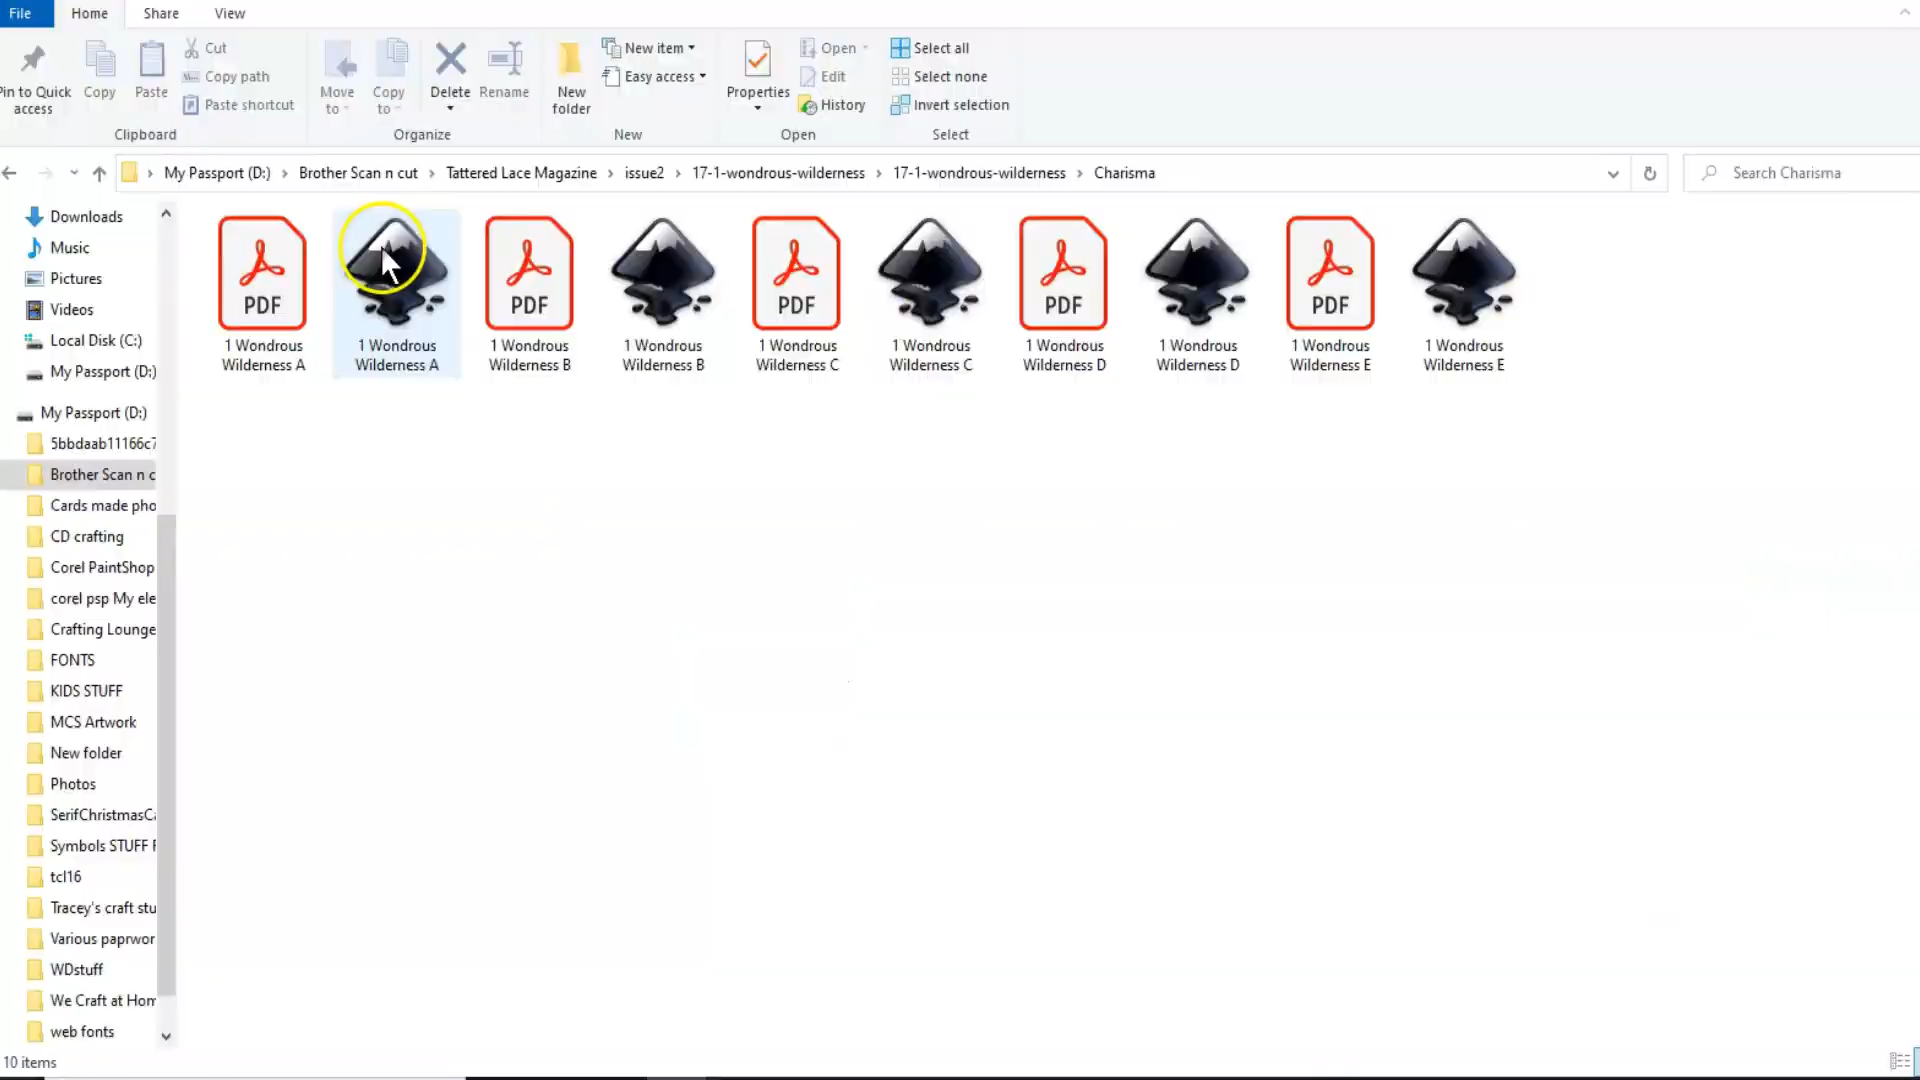 File Home Share View
Pin to Quick access
Copy
Paste
Cut
Copy path
Paste shortcut
Clipboard
Move to
Copy to
Delete
Rename
Organize
New folder
New item
Easy access
New
Properties
Open
Edit
History
Open
Select all
Select none
Invert selection
Select
My Passport (D:) › Brother Scan n cut › Tattered Lace Magazine › issue2 › 17-1-wondrous-wilderness › 17-1-wondrous-wilderness › Charisma
Search Charisma
Downloads
Music
Pictures
Videos
Local Disk (C:)
My Passport (D:)
My Passport (D:)
5bbdaab11166c7
Brother Scan n c
Cards made pho
CD crafting
Corel PaintShop
corel psp My ele
Crafting Lounge
FONTS
KIDS STUFF
MCS Artwork
New folder
Photos
SerifChristmasCa
Symbols STUFF F
tcl16
Tracey's craft stu
Various paprwor
WDstuff
We Craft at Hom
web fonts
PDF
1 Wondrous
Wilderness A
1 Wondrous
Wilderness A
PDF
1 Wondrous
Wilderness B
1 Wondrous
Wilderness B
PDF
1 Wondrous
Wilderness C
1 Wondrous
Wilderness C
PDF
1 Wondrous
Wilderness D
1 Wondrous
Wilderness D
PDF
1 Wondrous
Wilderness E
1 Wondrous
Wilderness E
10 items